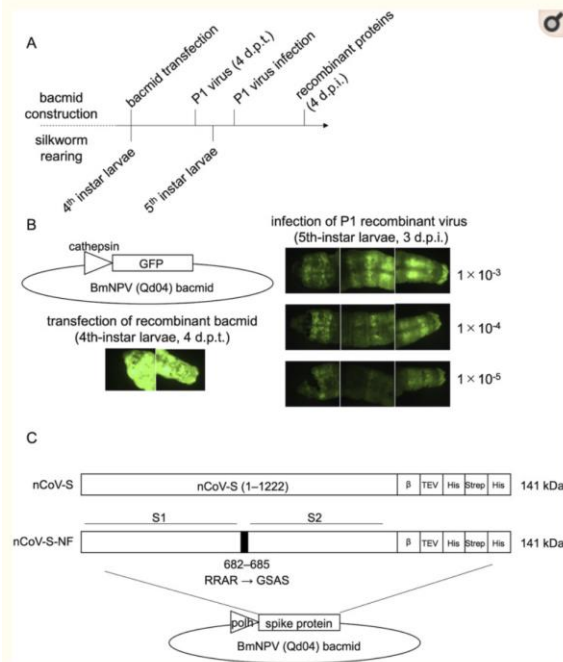 A
bacmid transfection
P1 virus (4 d.p.t.)
P1 virus infection
recombinant proteins
(4 d.p.i.)
bacmid
construction
silkworm
rearing
4th instar larvae
5th instar larvae
B
cathepsin
GFP
BmNPV (Qd04) bacmid
transfection of recombinant bacmid
(4th-instar larvae, 4 d.p.t.)
infection of P1 recombinant virus
(5th-instar larvae, 3 d.p.i.)
1 × 10-3
1 × 10-4
1 × 10-5
C
nCoV-S nCoV-S (1–1222) β TEV His Strep His 141 kDa
S1 S2
nCoV-S-NF β TEV His Strep His 141 kDa
682–685
RRAR → GSAS
polh spike protein
BmNPV (Qd04) bacmid